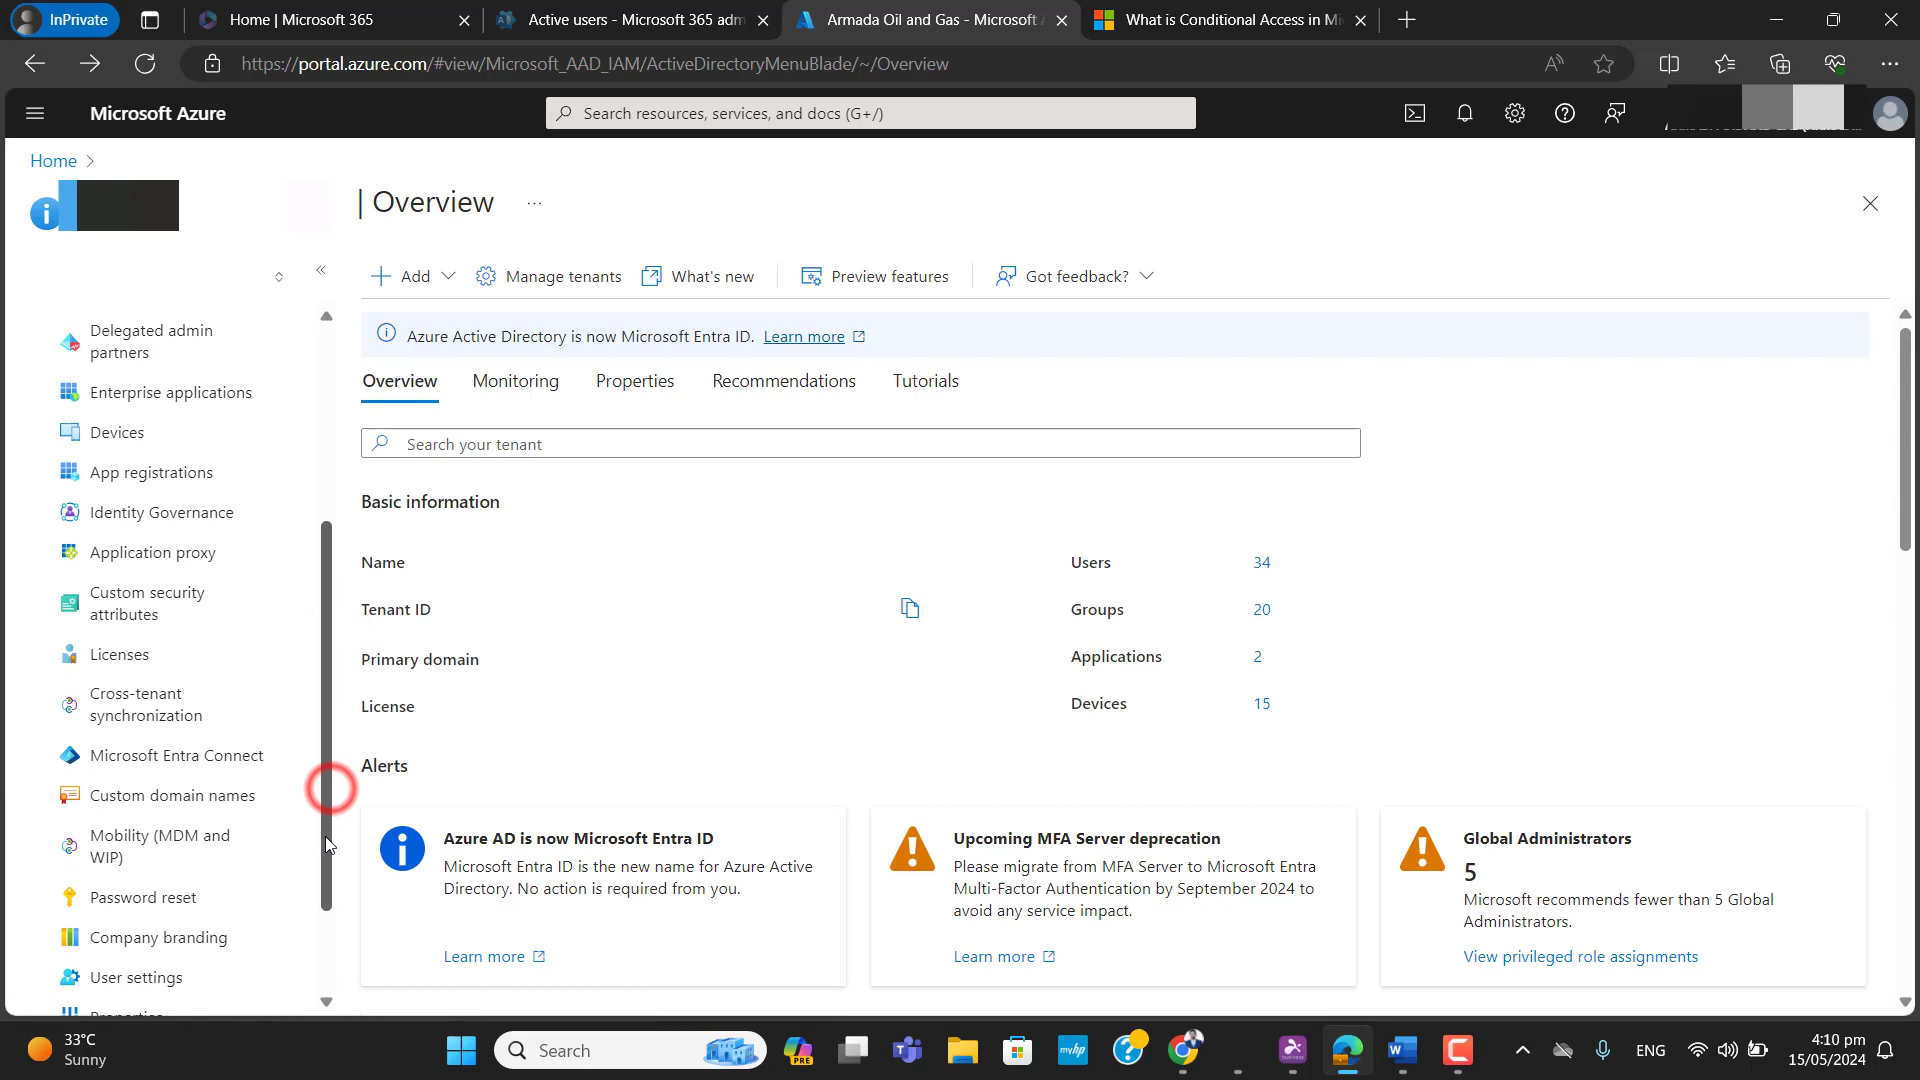 InPrivate
Home | Microsoft 365
Active users - Microsoft 365 adm
Armada Oil and Gas - Microsoft A
What is Conditional Access in Mi
https://portal.azure.com/#view/Microsoft_AAD_IAM/ActiveDirectoryMenuBlade/~/Overview
Microsoft Azure
Search resources, services, and docs (G+/)
Home
| Overview
Add
Manage tenants
What's new
Preview features
Got feedback?
Azure Active Directory is now Microsoft Entra ID. Learn more
Overview
Monitoring
Properties
Recommendations
Tutorials
Search your tenant
Delegated admin
partners
Enterprise applications
Devices
App registrations
Identity Governance
Application proxy
Custom security
attributes
Licenses
Cross-tenant
synchronization
Microsoft Entra Connect
Custom domain names
Mobility (MDM and
WIP)
Password reset
Company branding
User settings
Properties
Basic information
Name
Tenant ID
Primary domain
License
Users 34
Groups 20
Applications 2
Devices 15
Alerts
Azure AD is now Microsoft Entra ID
Microsoft Entra ID is the new name for Azure Active
Directory. No action is required from you.
Learn more
Upcoming MFA Server deprecation
Please migrate from MFA Server to Microsoft Entra
Multi-Factor Authentication by September 2024 to
avoid any service impact.
Learn more
Global Administrators
5
Microsoft recommends fewer than 5 Global
Administrators.
View privileged role assignments
33°C
Sunny
Search
PRE
myhp
ENG
4:10 pm
15/05/2024